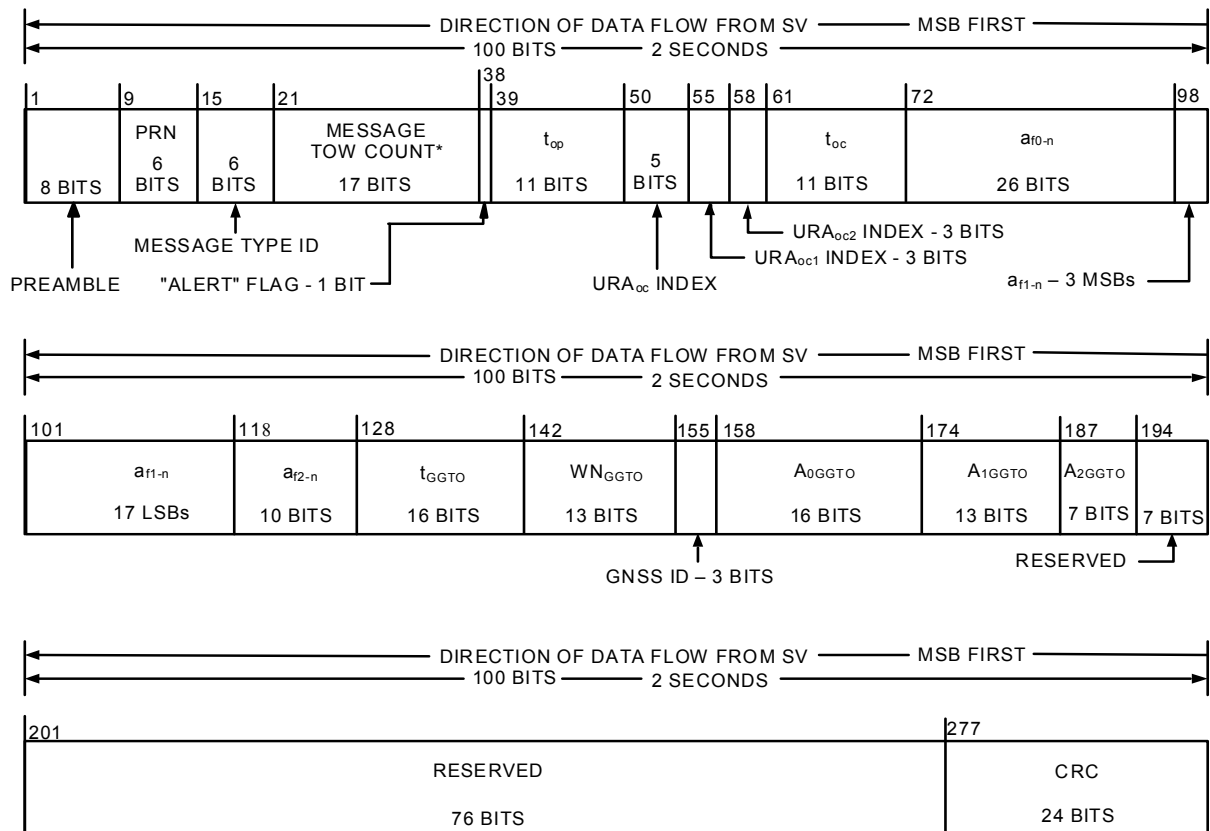 DIRECTION OF DATA FLOW FROM SV MSB FIRST
100 BITS 2 SECONDS
38
1 9 15 21 39 50 55 58 61 72 98
PRN MESSAGE
TOW COUNT* t_op t_oc a_f0-n
6 6 5
8 BITS BITS BITS 17 BITS 11 BITS BITS 11 BITS 26 BITS
URA_oc2 INDEX - 3 BITS
MESSAGE TYPE ID
URA_oc1 INDEX - 3 BITS
PREAMBLE "ALERT" FLAG - 1 BIT URA_oc INDEX a_f1-n – 3 MSBs
DIRECTION OF DATA FLOW FROM SV MSB FIRST
100 BITS 2 SECONDS
101 118 128 142 155 158 174 187 194
a_f1-n a_f2-n t_GGTO WN_GGTO A_0GGTO A_1GGTO A_2GGTO
17 LSBs 10 BITS 16 BITS 13 BITS 16 BITS 13 BITS 7 BITS 7 BITS
RESERVED
GNSS ID – 3 BITS
DIRECTION OF DATA FLOW FROM SV MSB FIRST
100 BITS 2 SECONDS
201 277
RESERVED CRC
76 BITS 24 BITS